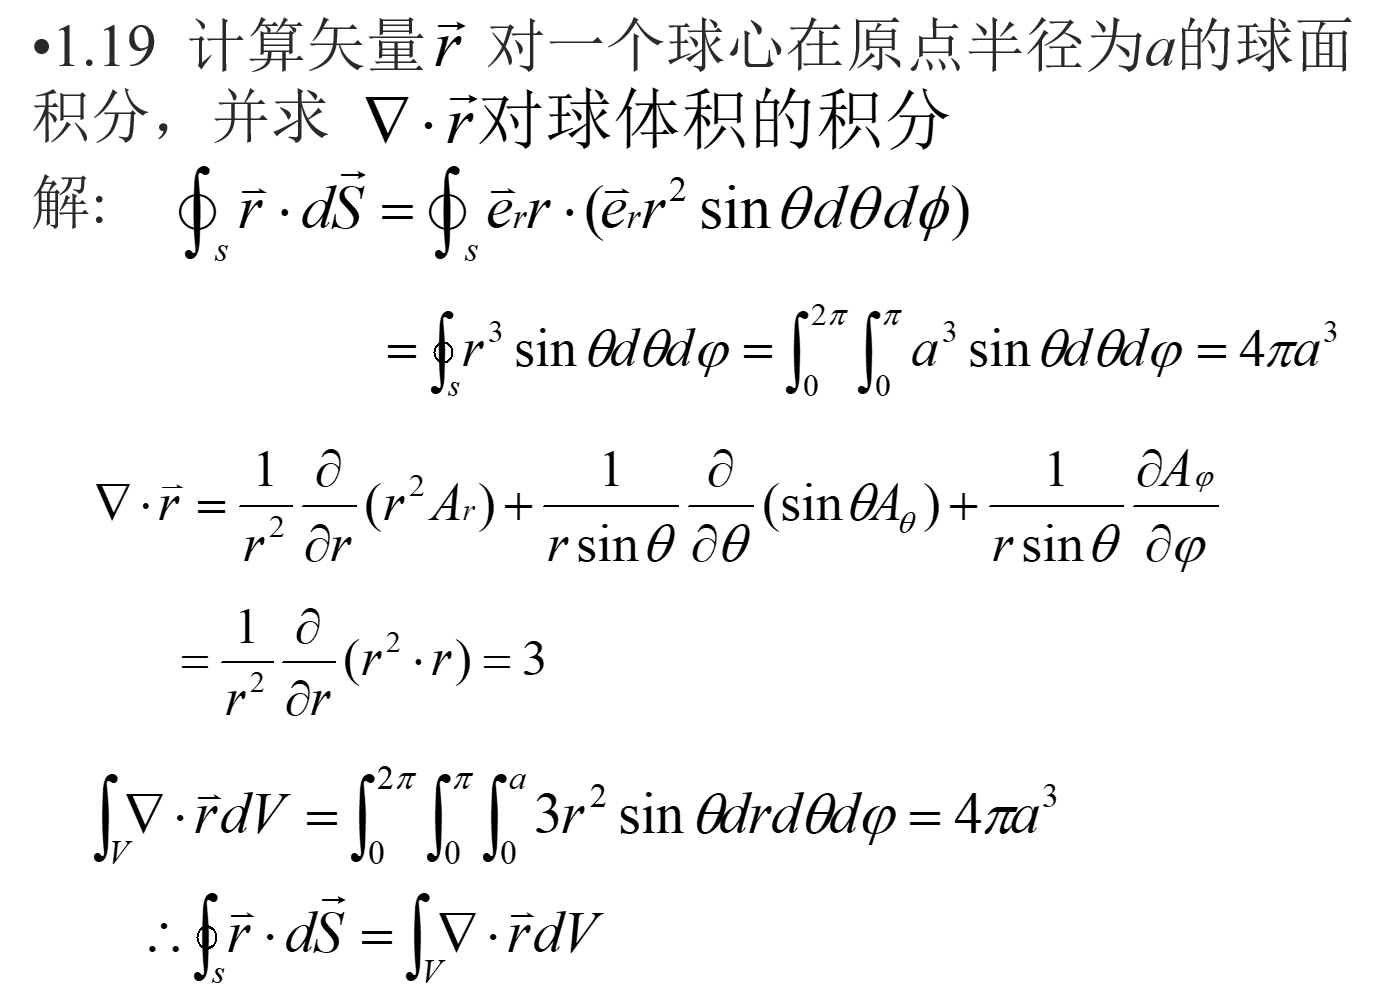 •1.19 计算矢量 r⃗ 对一个球心在原点半径为a的球面
积分，并求 ∇·r⃗对球体积的积分
解: ∮ₛ r⃗·dS⃗ = ∮ₛ e⃗ᵣr·(e⃗ᵣr² sinθdθdϕ)
= ∮ₛ r³ sinθdθdφ = ∫₀^{2π} ∫₀^{π} a³ sinθdθdφ = 4πa³
∇·r⃗ = 1/r² ∂/∂r (r²Aᵣ) + 1/(r sinθ) ∂/∂θ (sinθA_θ) + 1/(r sinθ) ∂A_φ/∂φ
= 1/r² ∂/∂r (r²·r) = 3
∫_V ∇·r⃗dV = ∫₀^{2π} ∫₀^{π} ∫₀^{a} 3r² sinθdrdθdφ = 4πa³
∴ ∮ₛ r⃗·dS⃗ = ∫_V ∇·r⃗dV